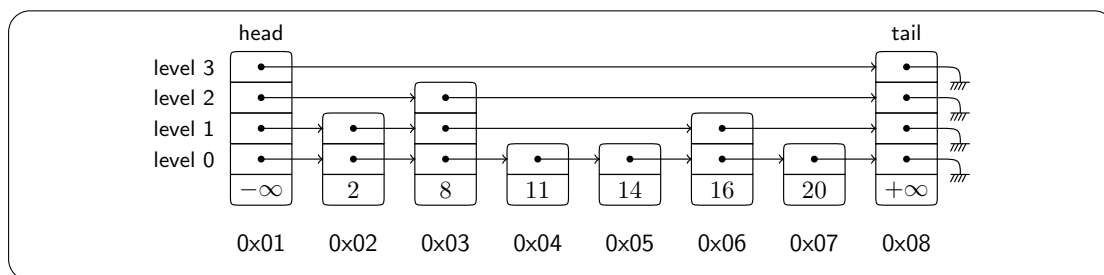 head tail
level 3
level 2
level 1
level 0
−∞ 2 8 11 14 16 20 +∞
0x01 0x02 0x03 0x04 0x05 0x06 0x07 0x08